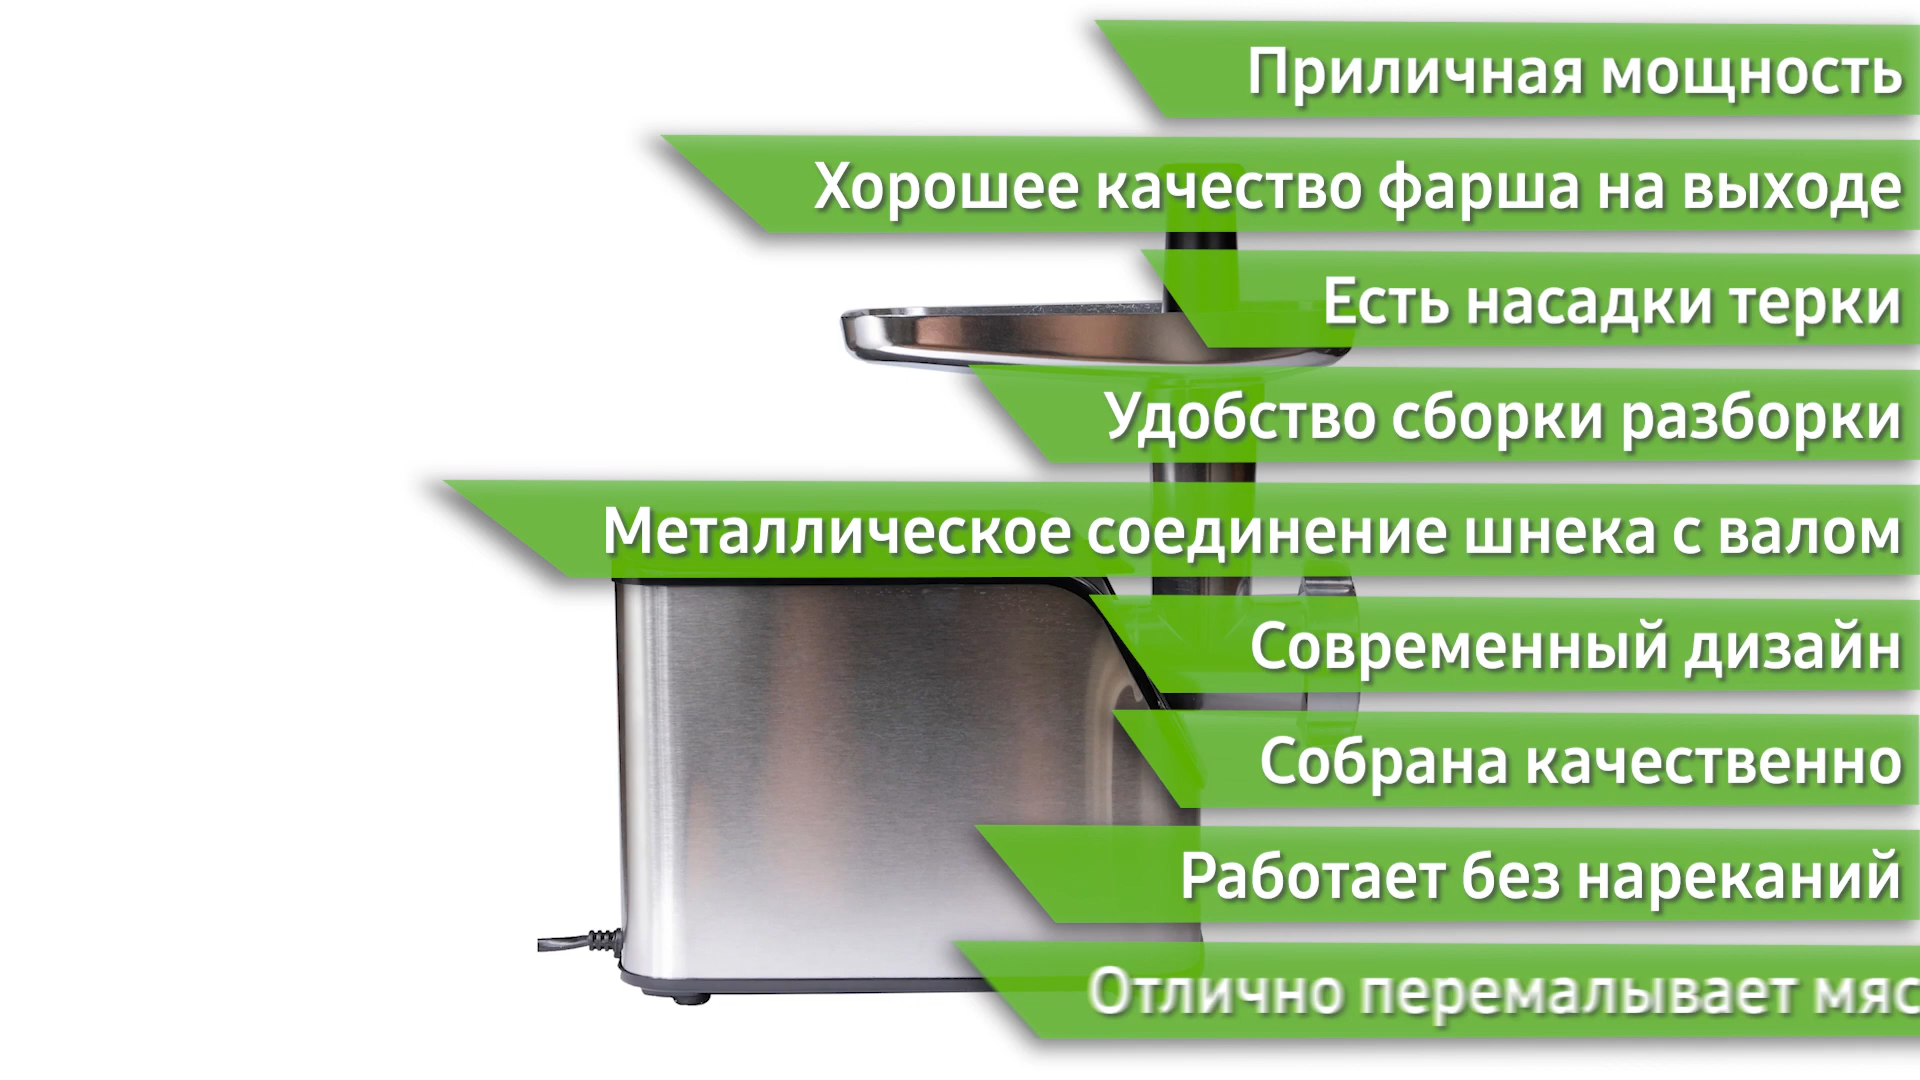 Приличная мощность
Хорошее качество фарша на выходе
Есть насадки терки
Удобство сборки разборки
Металлическое соединение шнека с валом
Современный дизайн
Собрана качественно
Работает без нареканий
Отлично перемалывает мяс